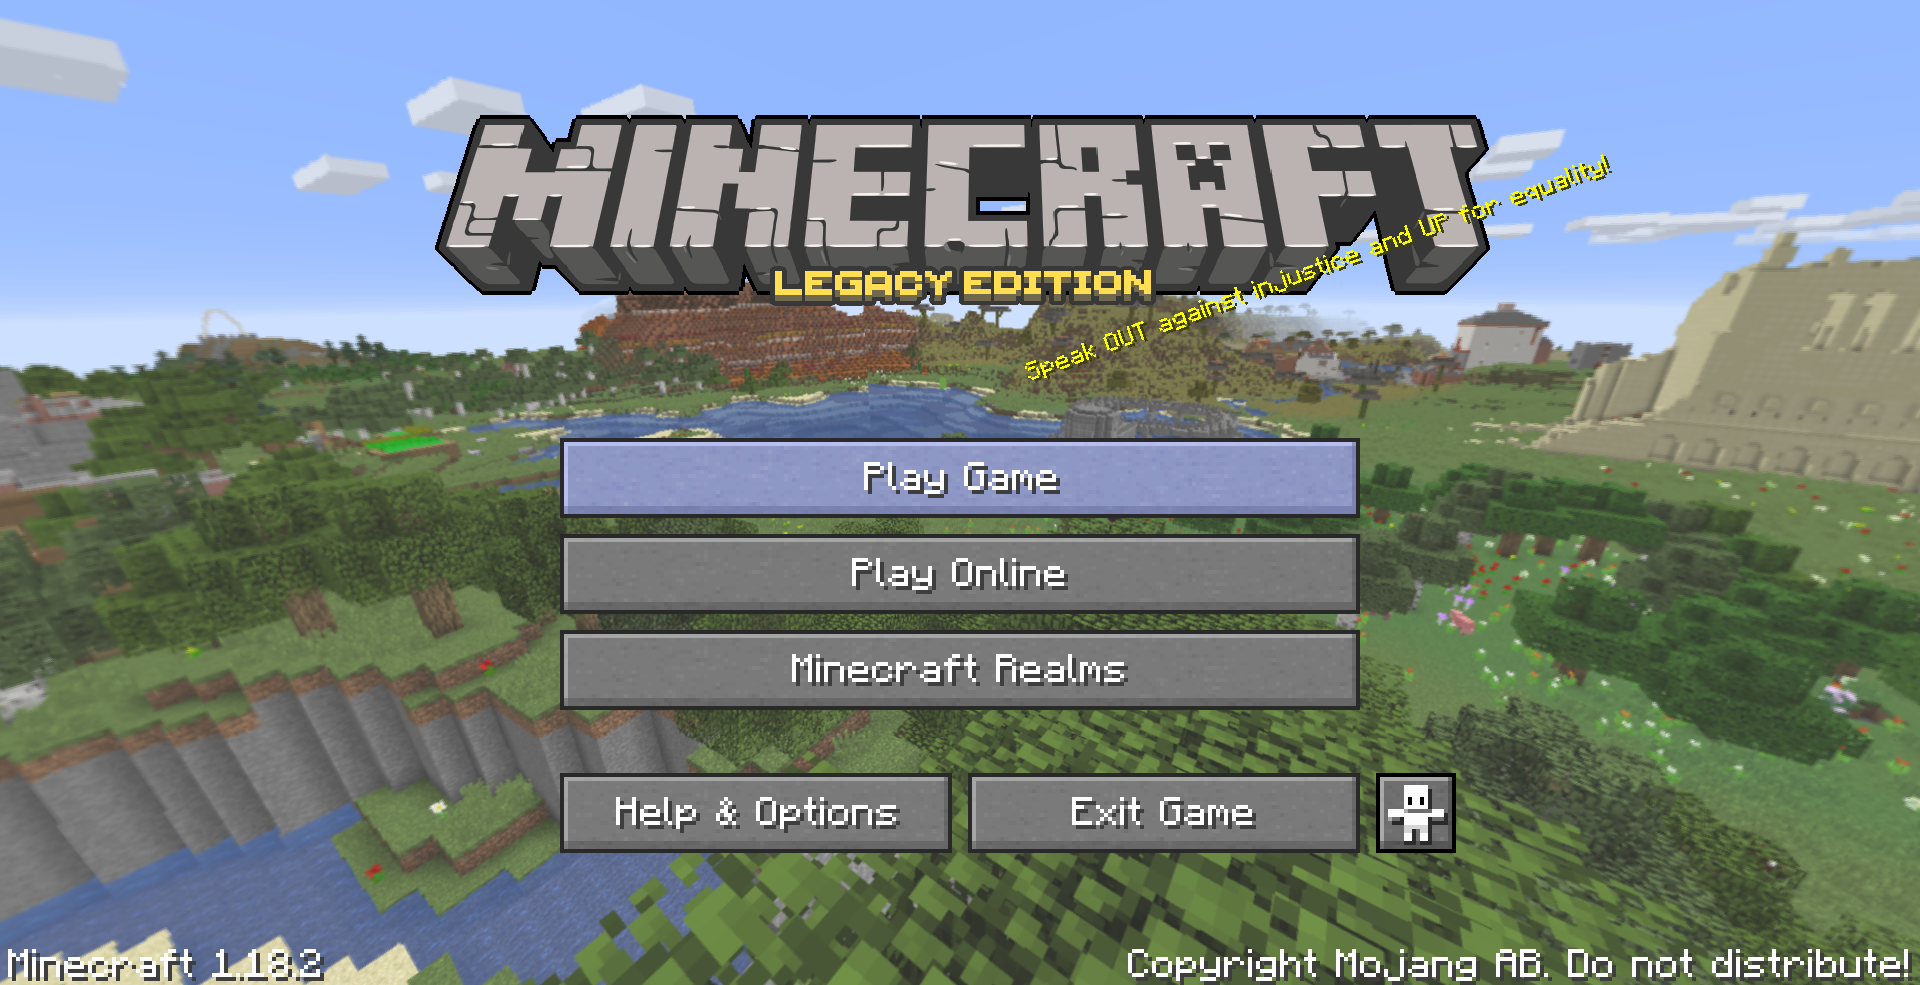 MINECRAFT
LEGACY EDITION
Speak OUT against injustice and UP for equality!
Play Game
Play Online
Minecraft Realms
Help & Options
Exit Game
Minecraft 1.18.2
Copyright Mojang AB. Do not distribute!